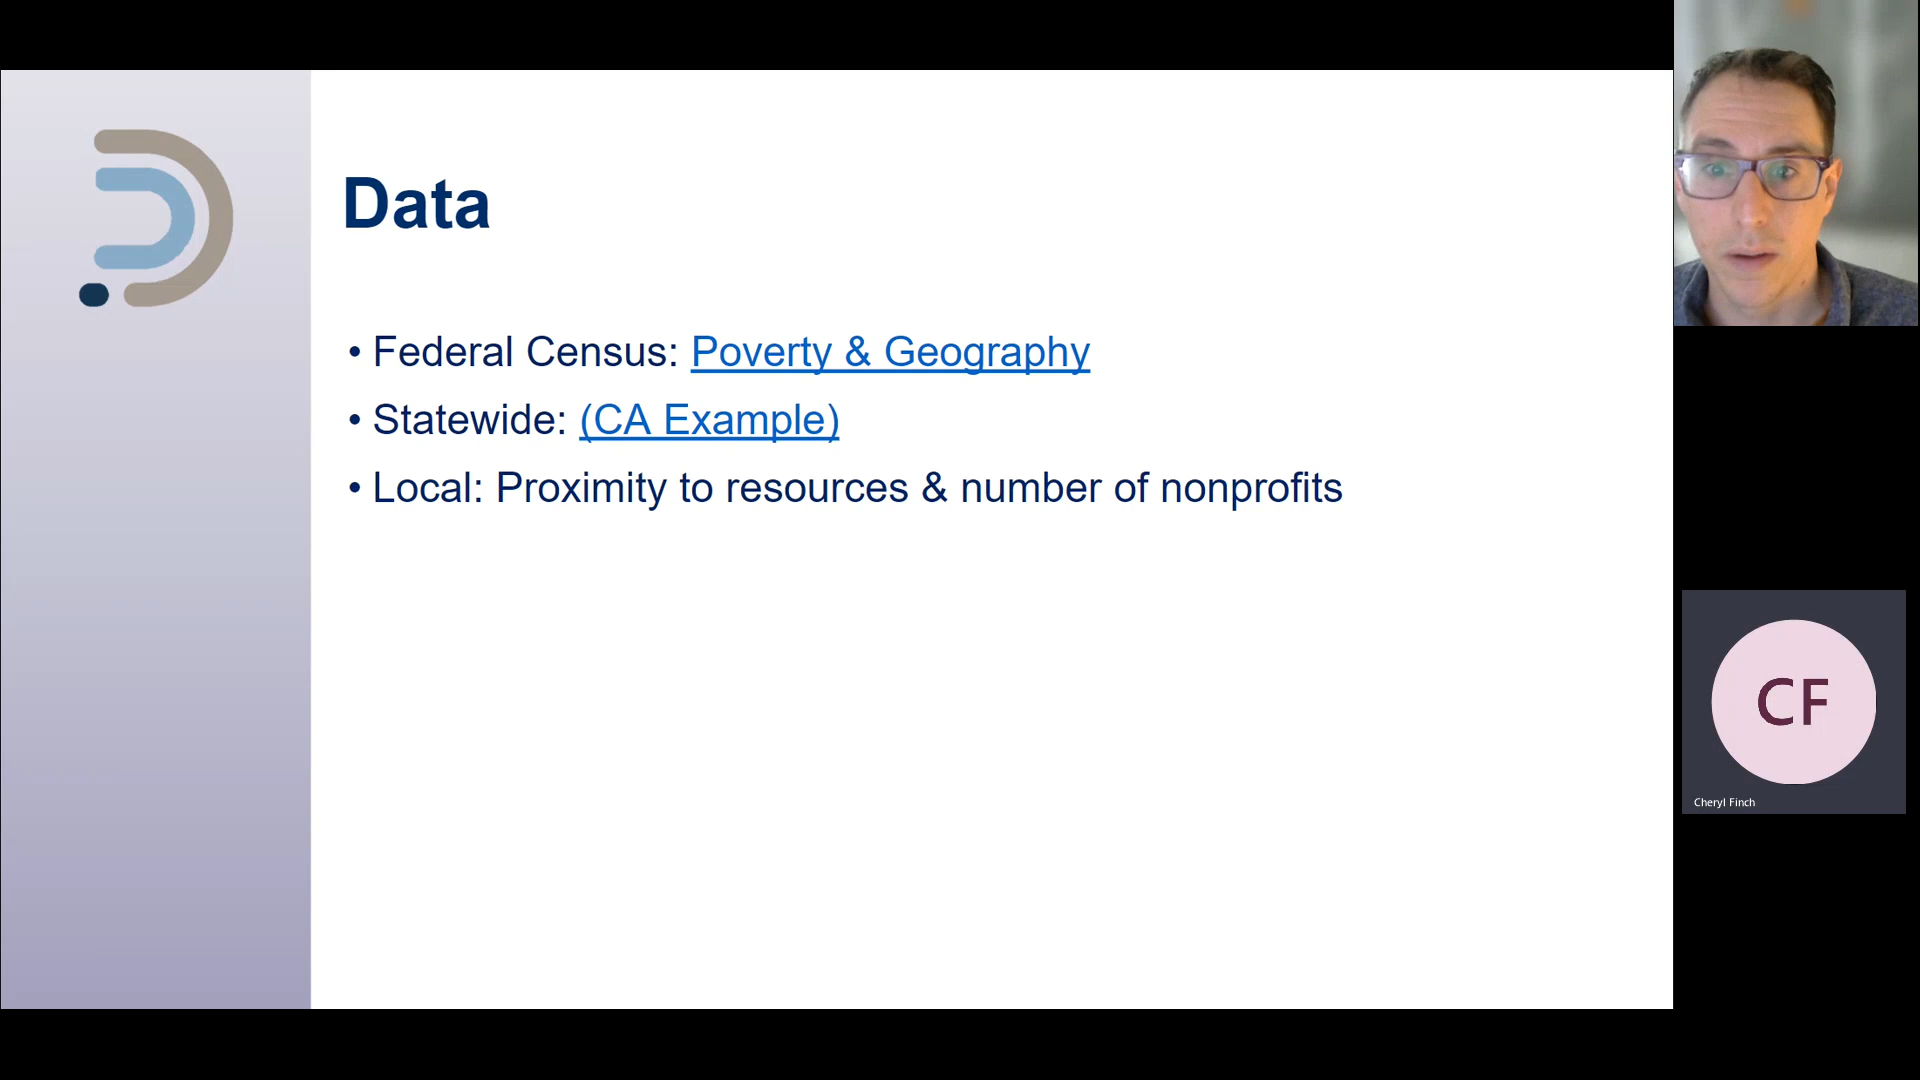 Data
• Federal Census: Poverty & Geography
• Statewide: (CA Example)
• Local: Proximity to resources & number of nonprofits
CF
Cheryl Finch